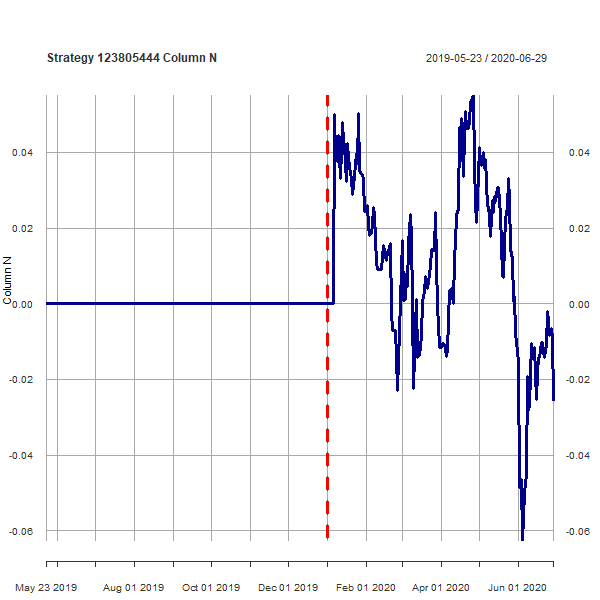 Strategy 123805444 Column N
2019-05-23 / 2020-06-29
Column N
0.04 0.04
0.02 0.02
0.00 0.00
-0.02 -0.02
-0.04 -0.04
-0.06 -0.06
May 23 2019 Aug 01 2019 Oct 01 2019 Dec 01 2019 Feb 01 2020 Apr 01 2020 Jun 01 2020